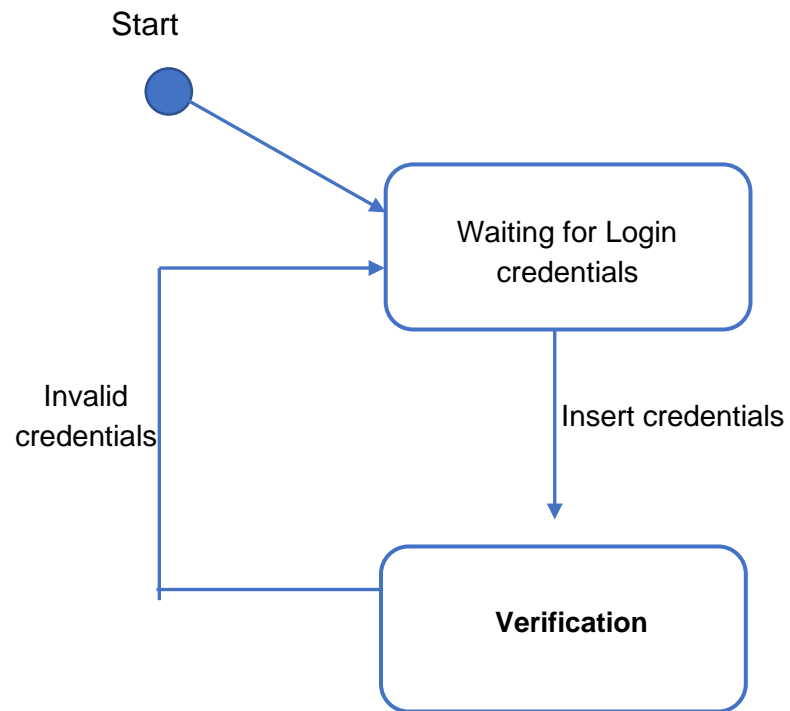 Start
Waiting for Login
credentials
Invalid
credentials
Insert credentials
Verification